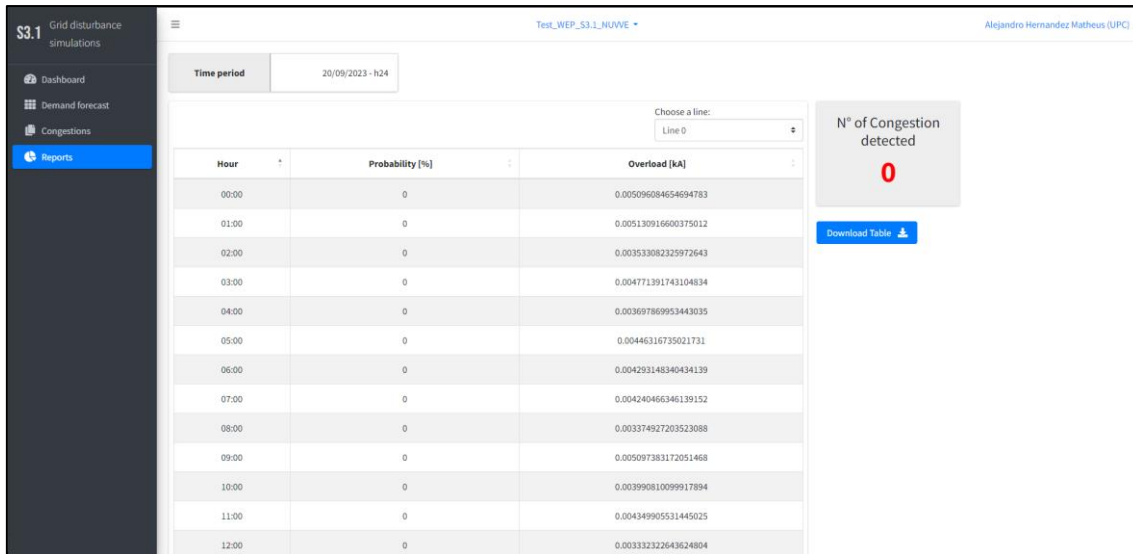 S3.1 Grid disturbance
simulations
Test_WEP_S3.1_NUVVE
Alejandro Hernandez Matheus (UPC)
Dashboard
Demand forecast
Congestions
Reports
Time period 20/09/2023 - h24
Choose a line:
Line 0
Hour Probability [%] Overload [kA]
00:00 0 0.005096084654694783
01:00 0 0.005130916600375012
02:00 0 0.003533082325972643
03:00 0 0.004771391743104834
04:00 0 0.003697869953443035
05:00 0 0.00446316735021731
06:00 0 0.004293148340434139
07:00 0 0.004240466346139152
08:00 0 0.003374927203523088
09:00 0 0.005097383172051468
10:00 0 0.003990810099917894
11:00 0 0.004349905531445025
12:00 0 0.003332322643624804
N° of Congestion
detected
0
Download Table